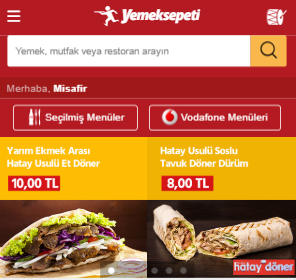 Yemeksepeti
Yemek, mutfak veya restoran arayın
Merhaba, Misafir
Seçilmiş Menüler
Vodafone Menüleri
Yarım Ekmek Arası
Hatay Usulü Et Döner
10,00 TL
Hatay Usulü Soslu
Tavuk Döner Dürüm
8,00 TL
hatay döner